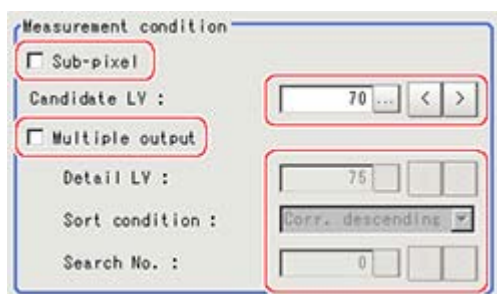 Measurement condition
Sub-pixel
Candidate LV : 70 ... < >
Multiple output
Detail LV : 75
Sort condition : Corr. descending
Search No. : 0